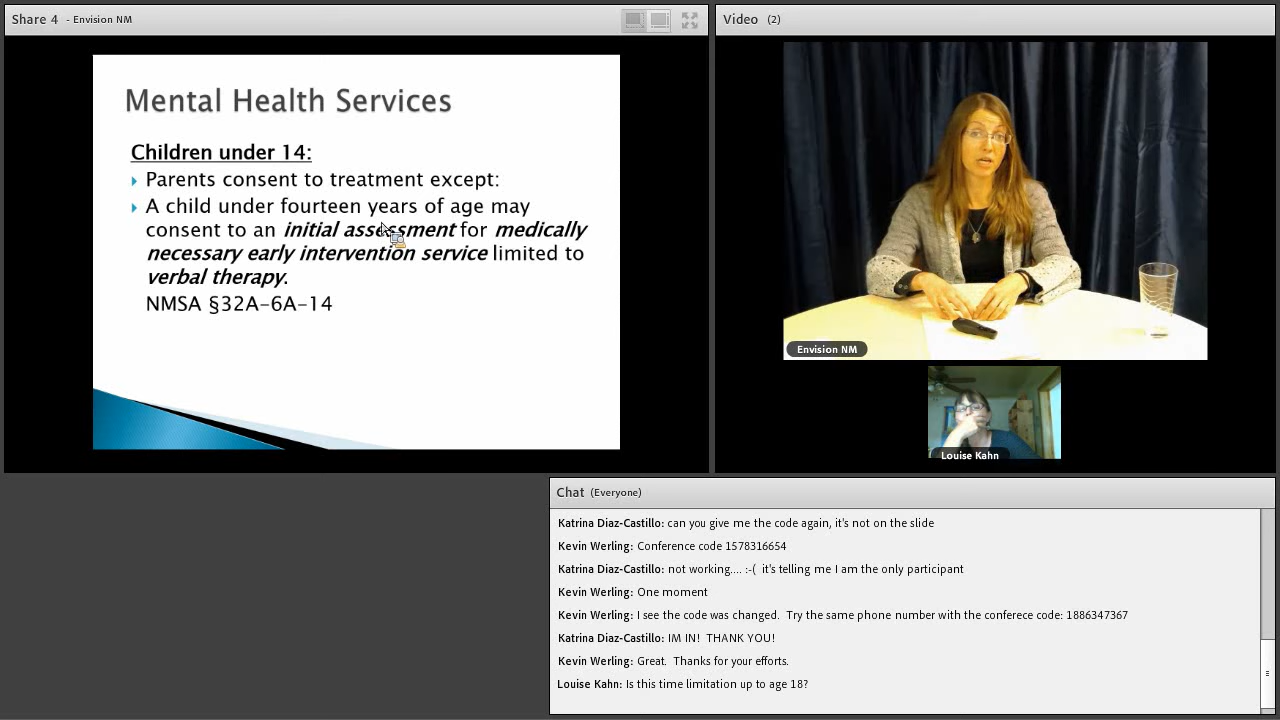 Share 4 - Envision NM
Mental Health Services
Children under 14:
Parents consent to treatment except:
A child under fourteen years of age may
consent to an initial assessment for medically
necessary early intervention service limited to
verbal therapy.
NMSA §32A-6A-14
Video (2)
Envision NM
Louise Kahn
Chat (Everyone)
Katrina Diaz-Castillo: can you give me the code again, it's not on the slide
Kevin Werling: Conference code 1578316654
Katrina Diaz-Castillo: not working.... :-( it's telling me I am the only participant
Kevin Werling: One moment
Kevin Werling: I see the code was changed. Try the same phone number with the conferece code: 1886347367
Katrina Diaz-Castillo: IM IN! THANK YOU!
Kevin Werling: Great. Thanks for your efforts.
Louise Kahn: Is this time limitation up to age 18?